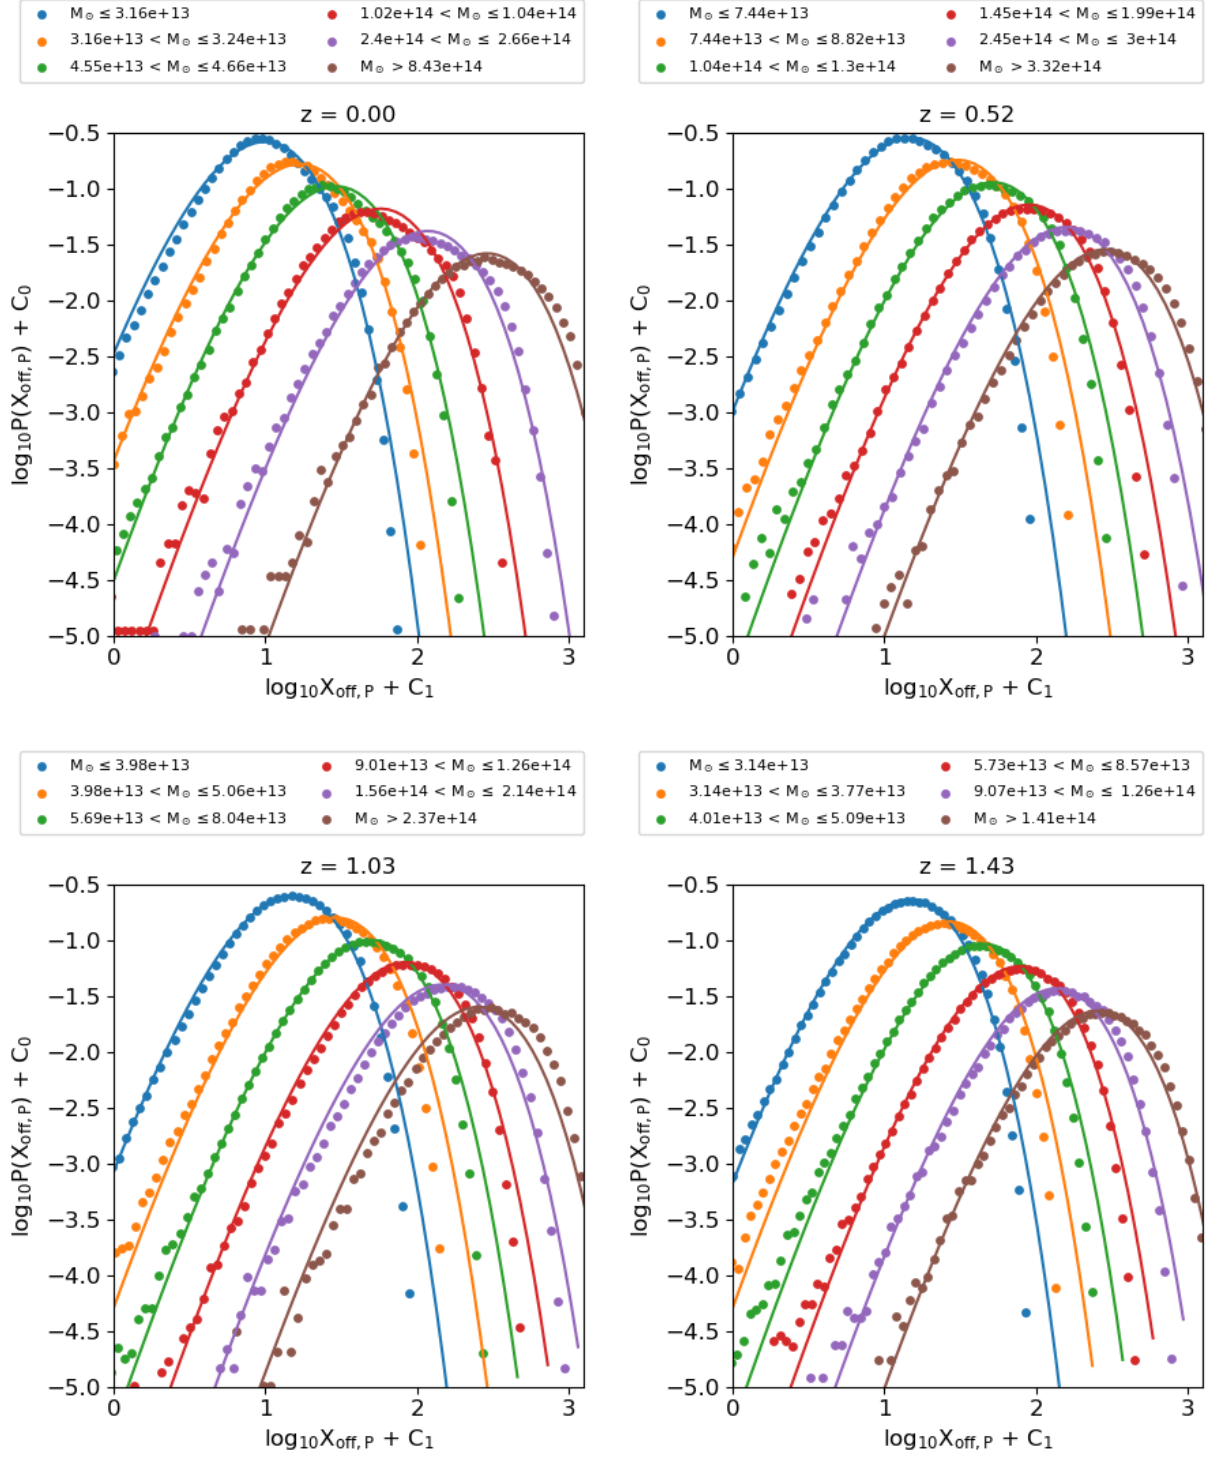 M⊙ ≤3.16e+13
1.02e+14 < M⊙ ≤1.04e+14
3.16e+13 < M⊙ ≤3.24e+13
2.4e+14 < M⊙ ≤ 2.66e+14
4.55e+13 < M⊙ ≤4.66e+13
M⊙ > 8.43e+14
z = 0.00
−0.5
−1.0
−1.5
−2.0
−2.5
−3.0
−3.5
−4.0
−4.5
−5.0
log₁₀P(X_off,P) + C₀
0 1 2 3
log₁₀X_off,P + C₁
M⊙ ≤7.44e+13
1.45e+14 < M⊙ ≤1.99e+14
7.44e+13 < M⊙ ≤8.82e+13
2.45e+14 < M⊙ ≤ 3e+14
1.04e+14 < M⊙ ≤1.3e+14
M⊙ > 3.32e+14
z = 0.52
−0.5
−1.0
−1.5
−2.0
−2.5
−3.0
−3.5
−4.0
−4.5
−5.0
log₁₀P(X_off,P) + C₀
0 1 2 3
log₁₀X_off,P + C₁
M⊙ ≤3.98e+13
9.01e+13 < M⊙ ≤1.26e+14
3.98e+13 < M⊙ ≤5.06e+13
1.56e+14 < M⊙ ≤ 2.14e+14
5.69e+13 < M⊙ ≤8.04e+13
M⊙ > 2.37e+14
z = 1.03
−0.5
−1.0
−1.5
−2.0
−2.5
−3.0
−3.5
−4.0
−4.5
−5.0
log₁₀P(X_off,P) + C₀
0 1 2 3
log₁₀X_off,P + C₁
M⊙ ≤3.14e+13
5.73e+13 < M⊙ ≤8.57e+13
3.14e+13 < M⊙ ≤3.77e+13
9.07e+13 < M⊙ ≤ 1.26e+14
4.01e+13 < M⊙ ≤5.09e+13
M⊙ > 1.41e+14
z = 1.43
−0.5
−1.0
−1.5
−2.0
−2.5
−3.0
−3.5
−4.0
−4.5
−5.0
log₁₀P(X_off,P) + C₀
0 1 2 3
log₁₀X_off,P + C₁